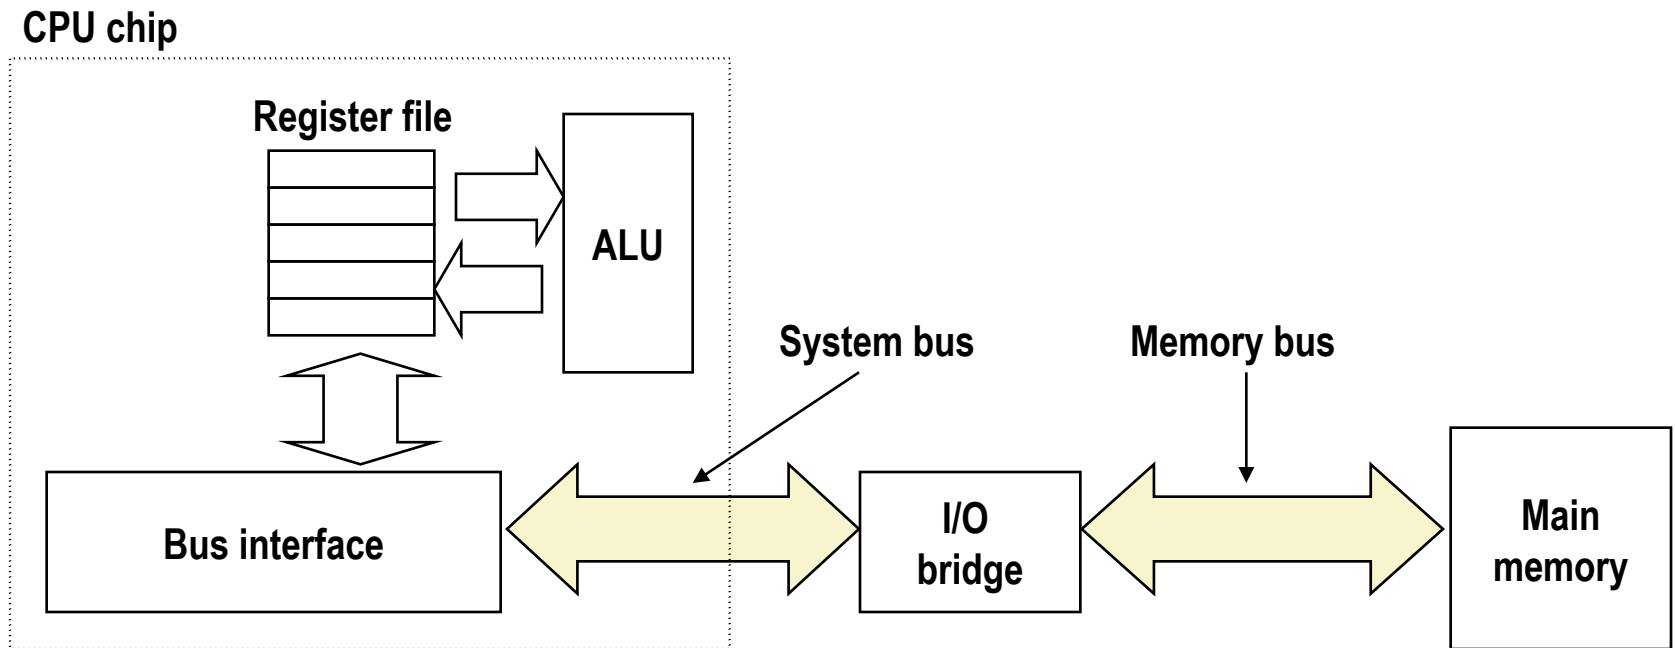 CPU chip
Register file
ALU
System bus
Memory bus
Bus interface
I/O
bridge
Main
memory